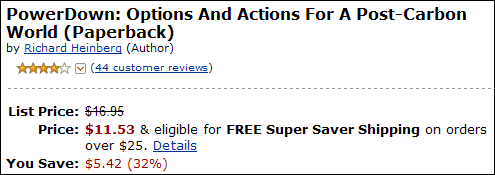 PowerDown: Options And Actions For A Post-Carbon
World (Paperback)
by Richard Heinberg (Author)
(44 customer reviews)
List Price: $16.95
Price: $11.53 & eligible for FREE Super Saver Shipping on orders
over $25. Details
You Save: $5.42 (32%)